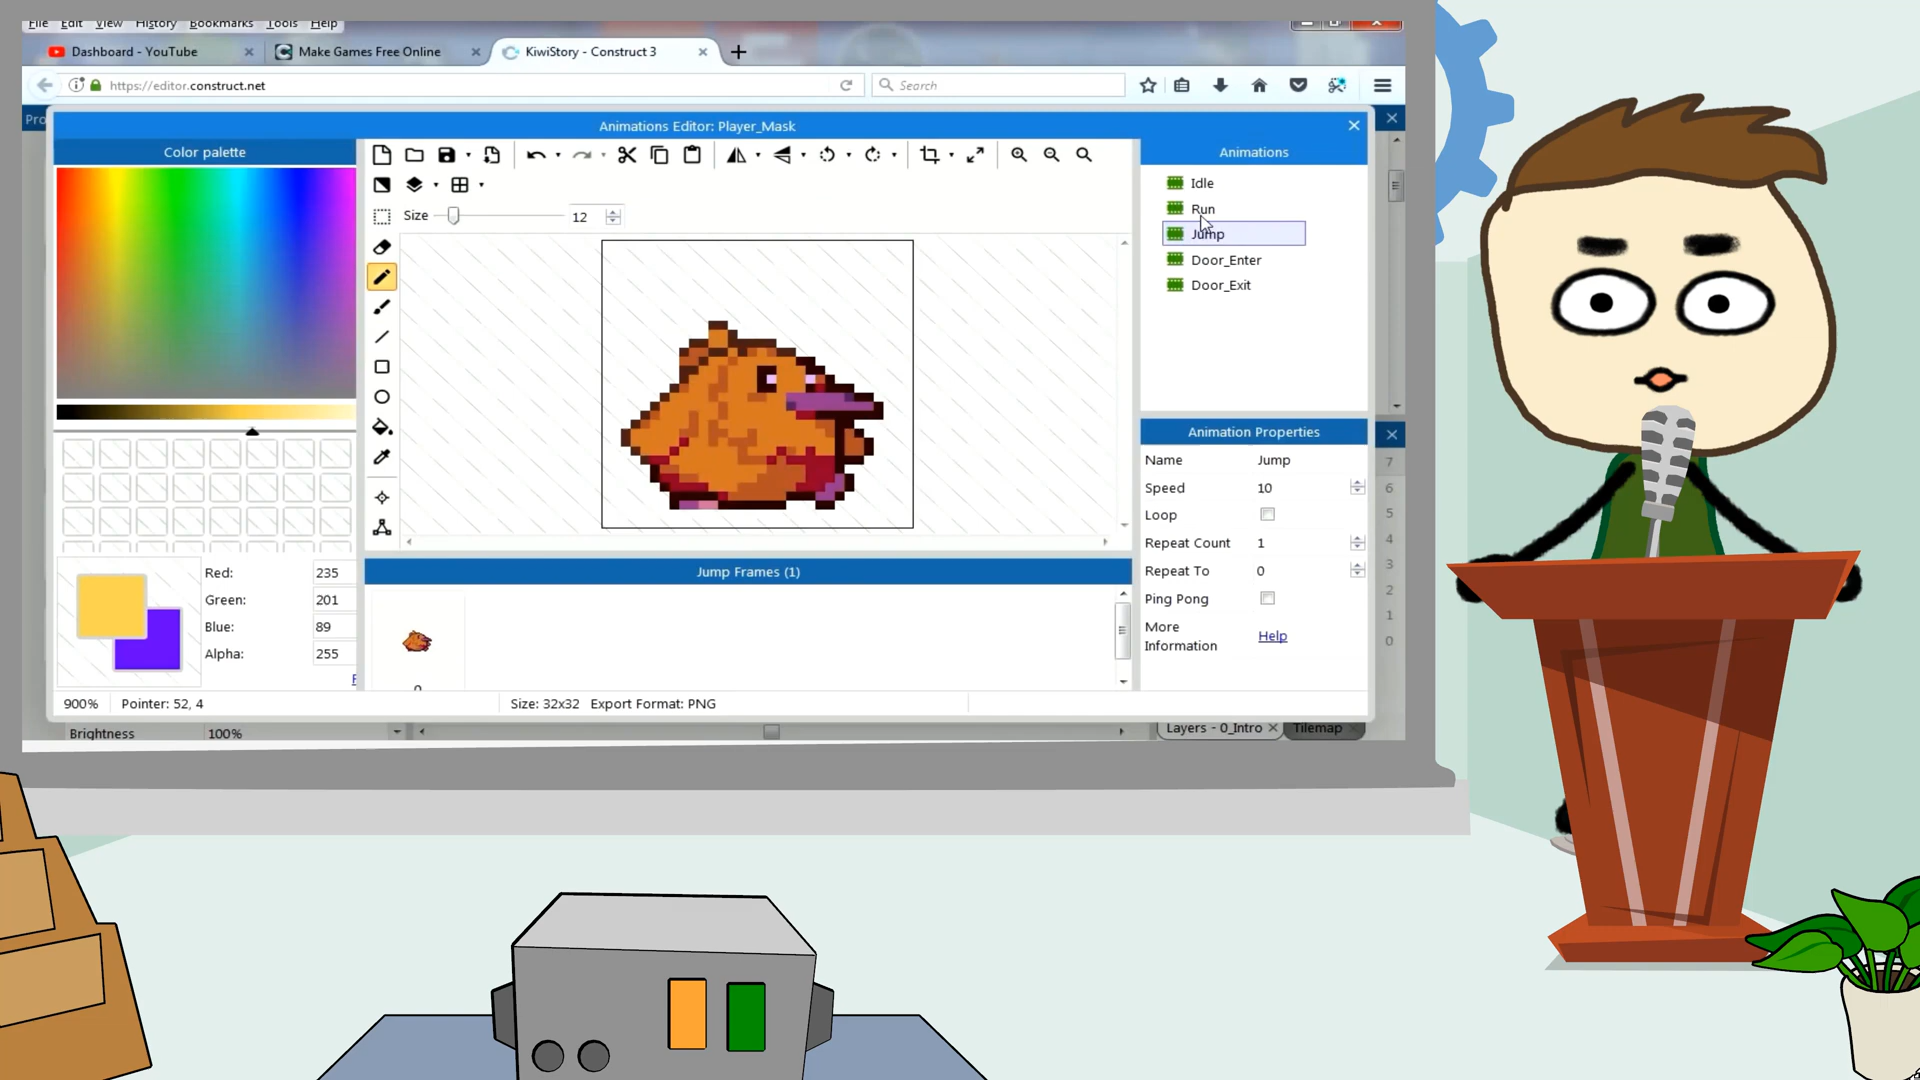 File Edit View History Bookmarks Tools Help
Dashboard - YouTube
Make Games Free Online
KiwiStory - Construct 3
https://editor.construct.net
Search
Pro
Animations Editor: Player_Mask
Color palette
Animations
Size 12
Idle
Run
Jump
Door_Enter
Door_Exit
Animation Properties
Name Jump
Speed 10
Loop
Repeat Count 1
Repeat To 0
Ping Pong
More
Information
Help
7
6
5
4
3
2
1
0
Red: 235
Green: 201
Blue: 89
Alpha: 255
Jump Frames (1)
0
900% Pointer: 52, 4
Size: 32x32 Export Format: PNG
Brightness 100%
Layers - 0_Intro
Tilemap